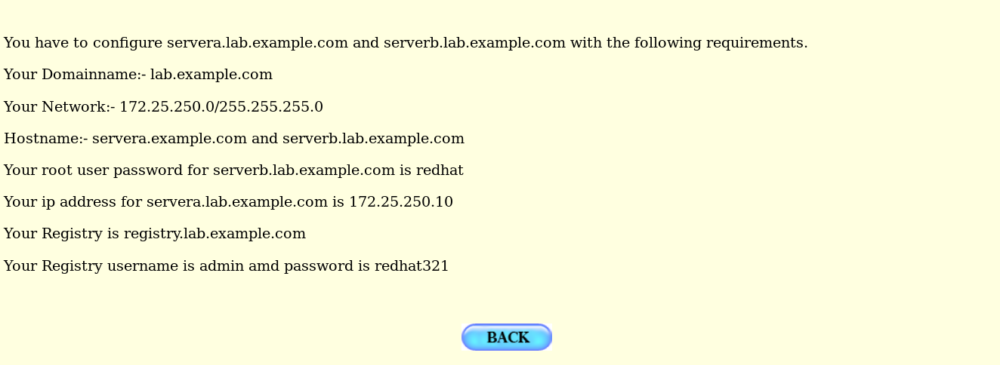 You have to configure servera.lab.example.com and serverb.lab.example.com with the following requirements.
Your Domainname:- lab.example.com
Your Network:- 172.25.250.0/255.255.255.0
Hostname:- servera.example.com and serverb.lab.example.com
Your root user password for serverb.lab.example.com is redhat
Your ip address for servera.lab.example.com is 172.25.250.10
Your Registry is registry.lab.example.com
Your Registry username is admin amd password is redhat321
BACK